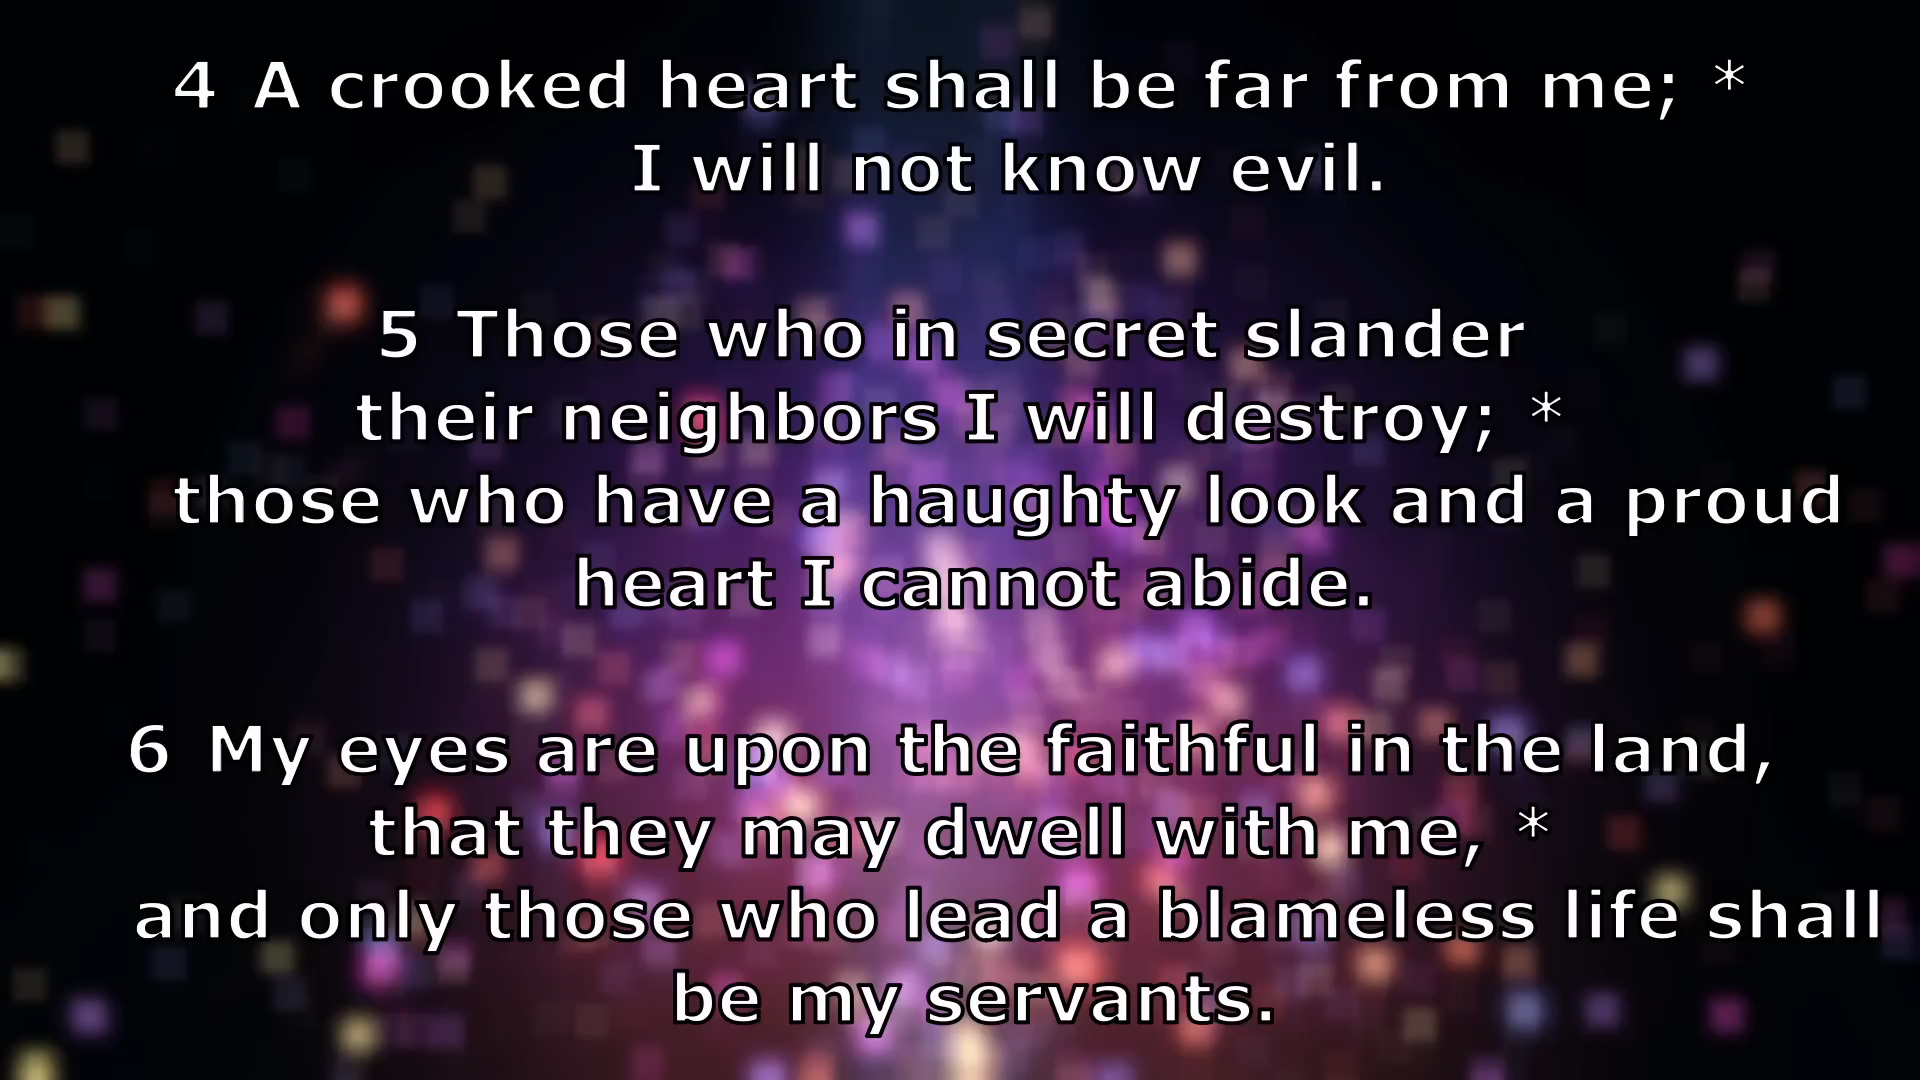 4 A crooked heart shall be far from me; *
I will not know evil.
5 Those who in secret slander
their neighbors I will destroy; *
those who have a haughty look and a proud
heart I cannot abide.
6 My eyes are upon the faithful in the land,
that they may dwell with me, *
and only those who lead a blameless life shall
be my servants.